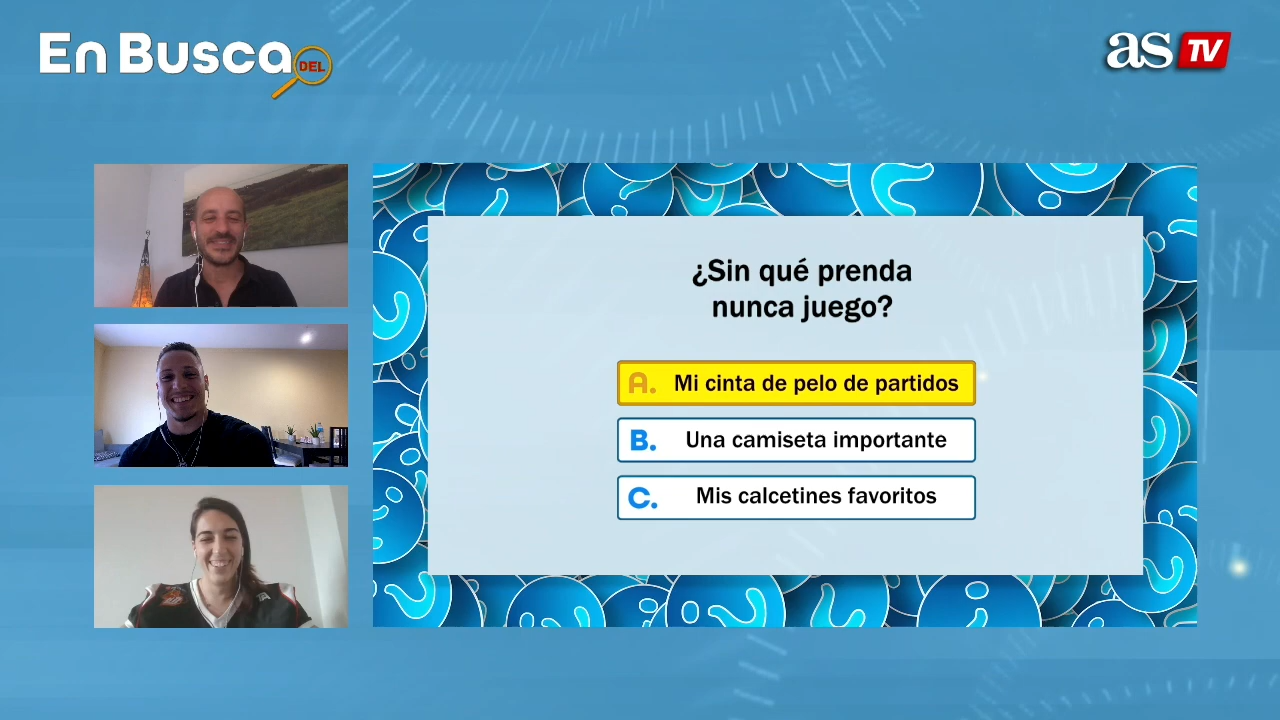 En Busca
DEL
as TV
¿Sin qué prenda
nunca juego?
A. Mi cinta de pelo de partidos
B. Una camiseta importante
C. Mis calcetines favoritos